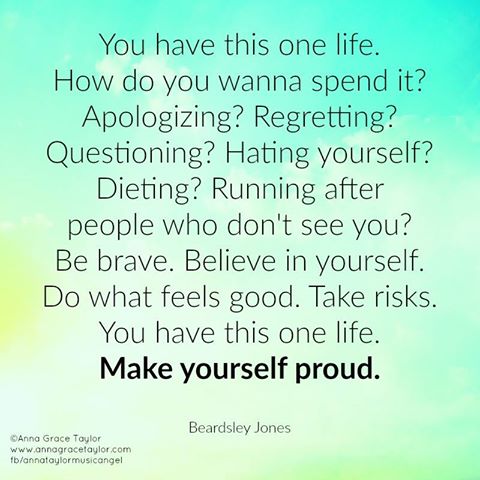 You have this one life.
How do you wanna spend it?
Apologizing? Regretting?
Questioning? Hating yourself?
Dieting? Running after
people who don't see you?
Be brave. Believe in yourself.
Do what feels good. Take risks.
You have this one life.
Make yourself proud.
Beardsley Jones
©Anna Grace Taylor
www.annagracetaylor.com
fb/annataylormusicangel